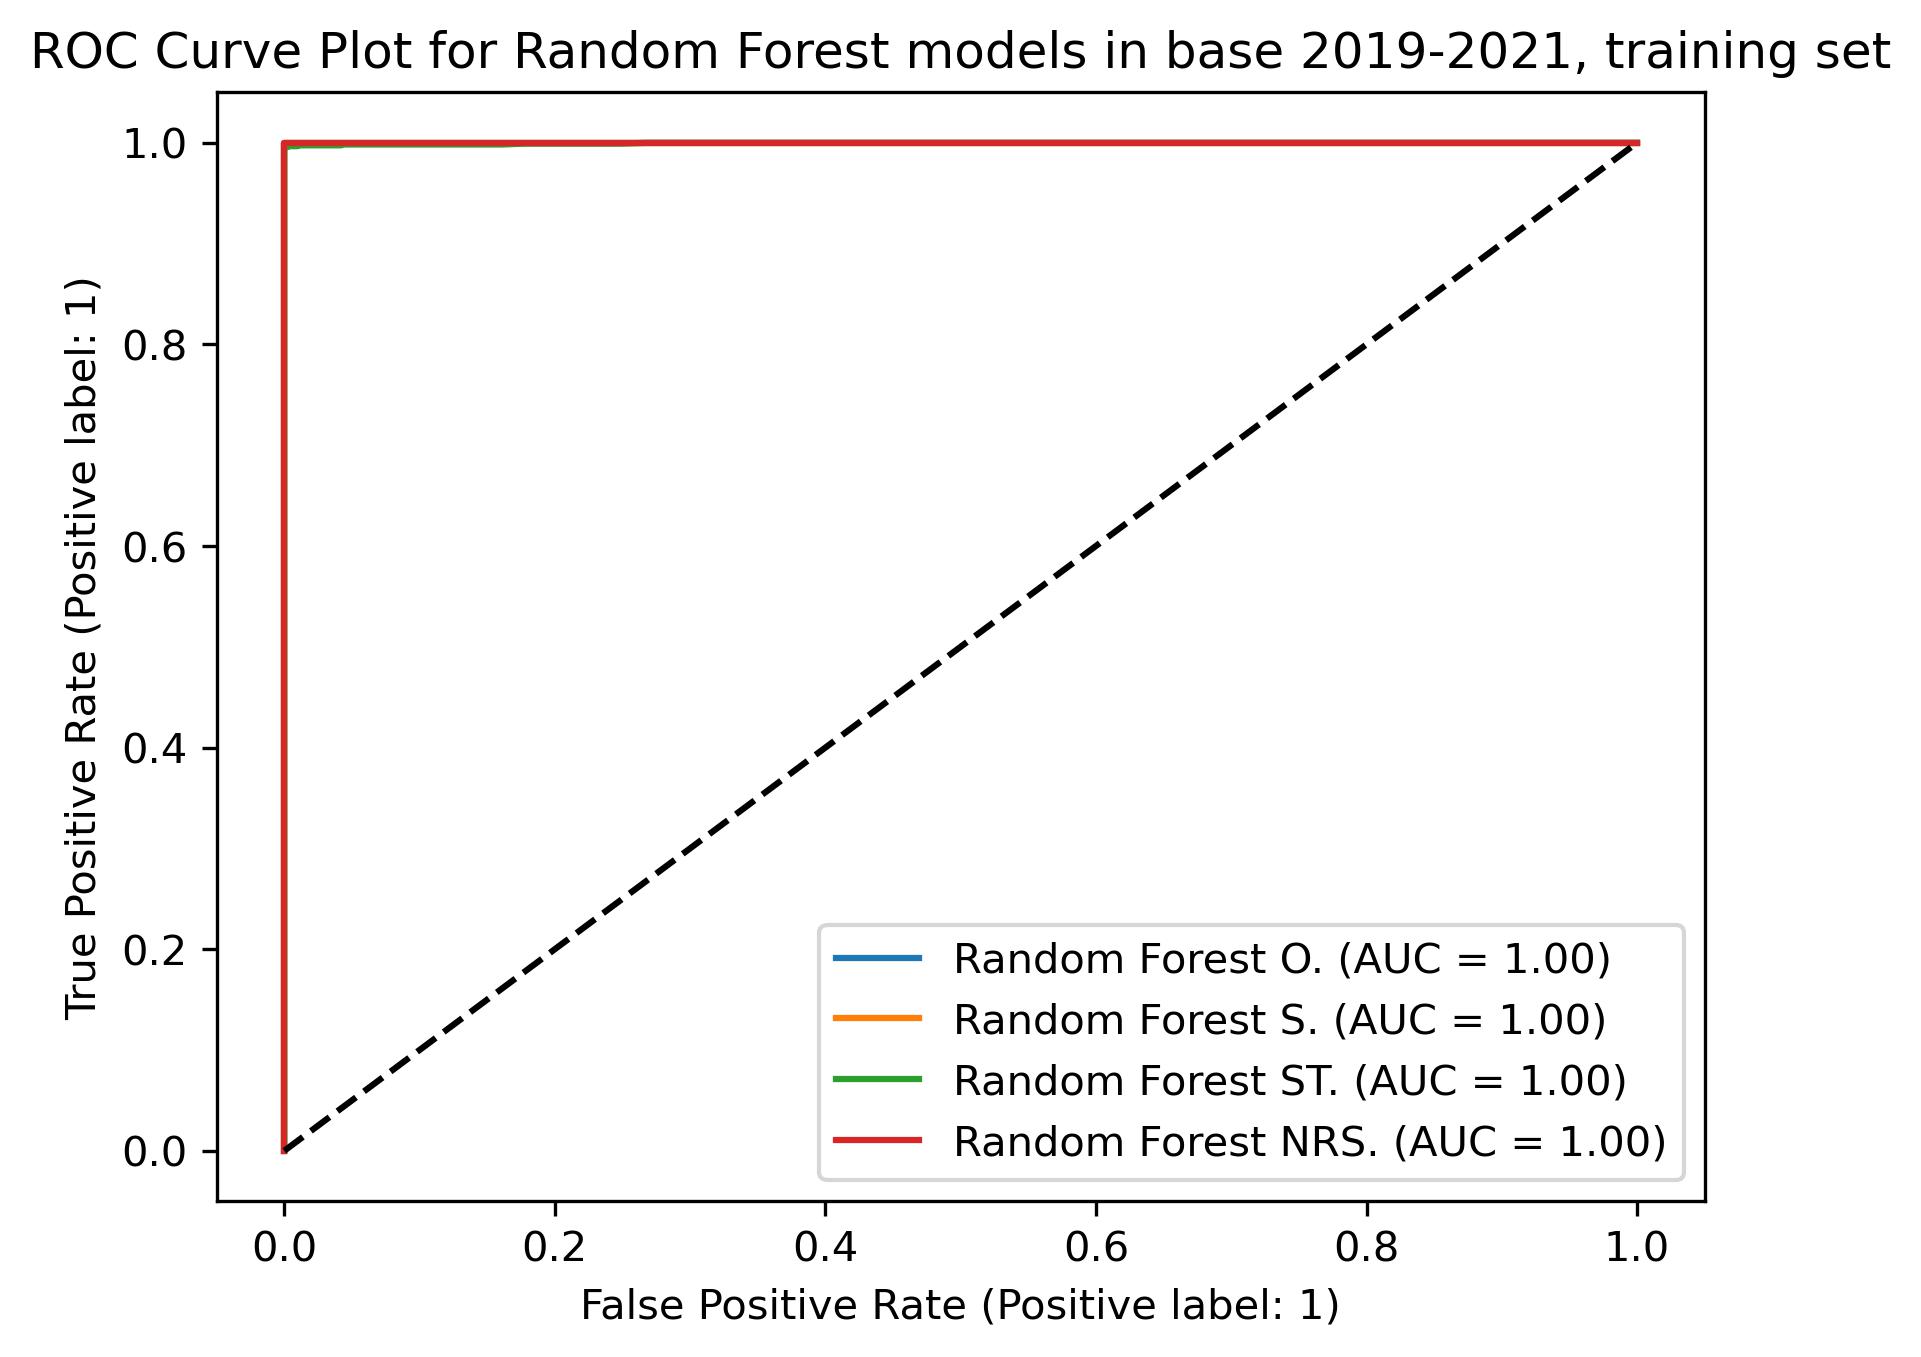 ROC Curve Plot for Random Forest models in base 2019-2021, training set
True Positive Rate (Positive label: 1)
1.0
0.8
0.6
0.4
0.2
0.0
Random Forest O. (AUC = 1.00)
Random Forest S. (AUC = 1.00)
Random Forest ST. (AUC = 1.00)
Random Forest NRS. (AUC = 1.00)
0.0 0.2 0.4 0.6 0.8 1.0
False Positive Rate (Positive label: 1)